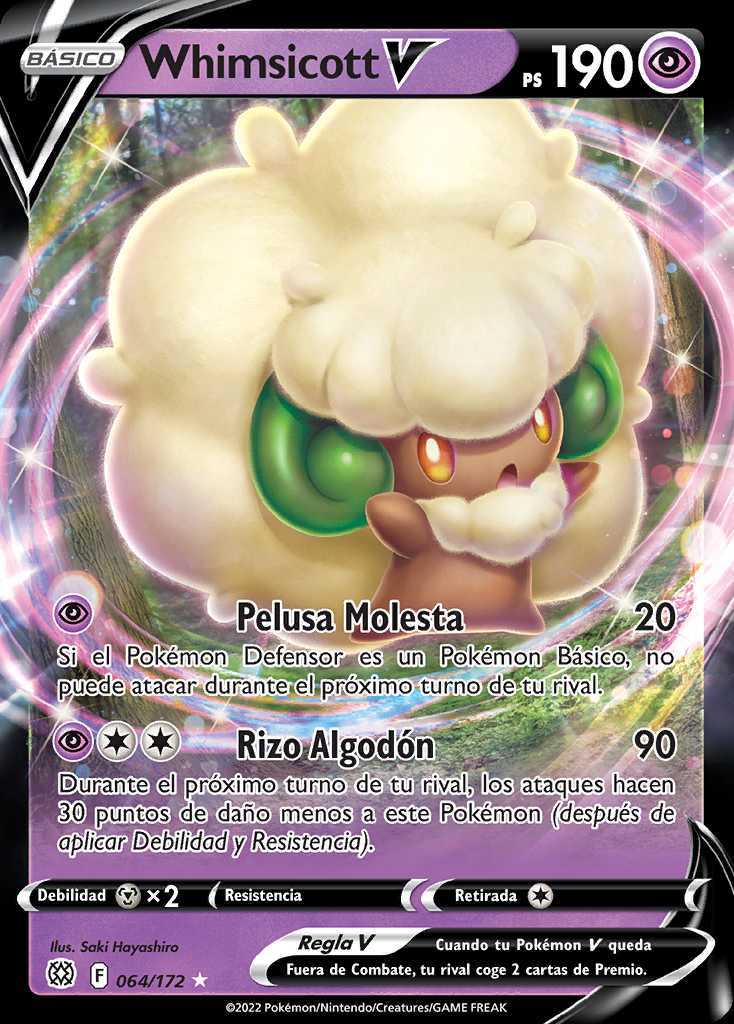 BÁSICO Whimsicott V PS 190
Pelusa Molesta 20
Si el Pokémon Defensor es un Pokémon Básico, no
puede atacar durante el próximo turno de tu rival.
Rizo Algodón 90
Durante el próximo turno de tu rival, los ataques hacen
30 puntos de daño menos a este Pokémon (después de
aplicar Debilidad y Resistencia).
Debilidad ×2 Resistencia Retirada
Ilus. Saki Hayashiro
Regla V Cuando tu Pokémon V queda
Fuera de Combate, tu rival coge 2 cartas de Premio.
F 064/172 ★
©2022 Pokémon/Nintendo/Creatures/GAME FREAK